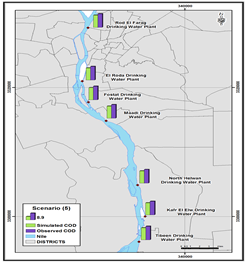 340000
N
Rod El Farag
Drinking Water Plant
El Roda Drinking
Water Plant
Fostat Drinking
Water Plant
Maadi Drinking
Water Plant
North Helwan
Drinking Water Plant
Kafr El Elw Drinking
Water Plant
Tibeen Drinking
Water Plant
Scenario (5)
Simulated COD
Observed COD
Nile
DISTRICTS
340000